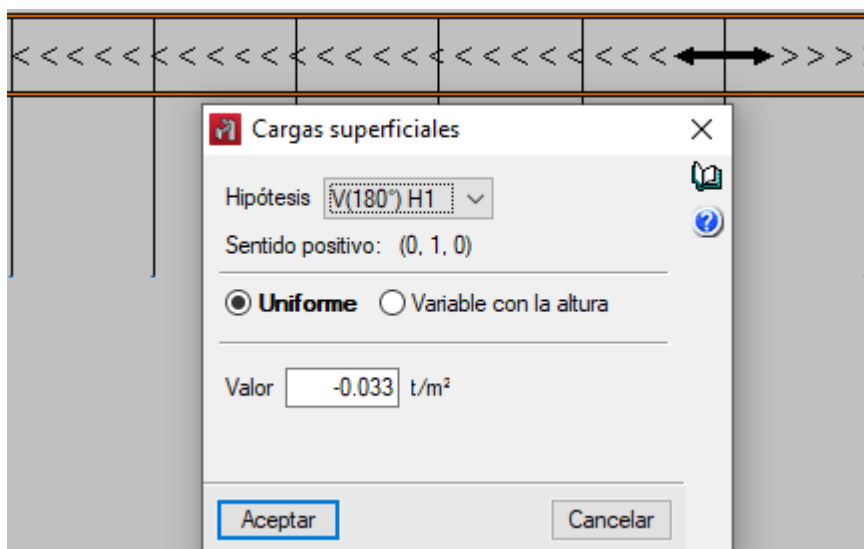 Cargas superficiales
Hipótesis V(180°) H1
Sentido positivo: (0, 1, 0)
Uniforme Variable con la altura
Valor -0.033 t/m²
Aceptar Cancelar